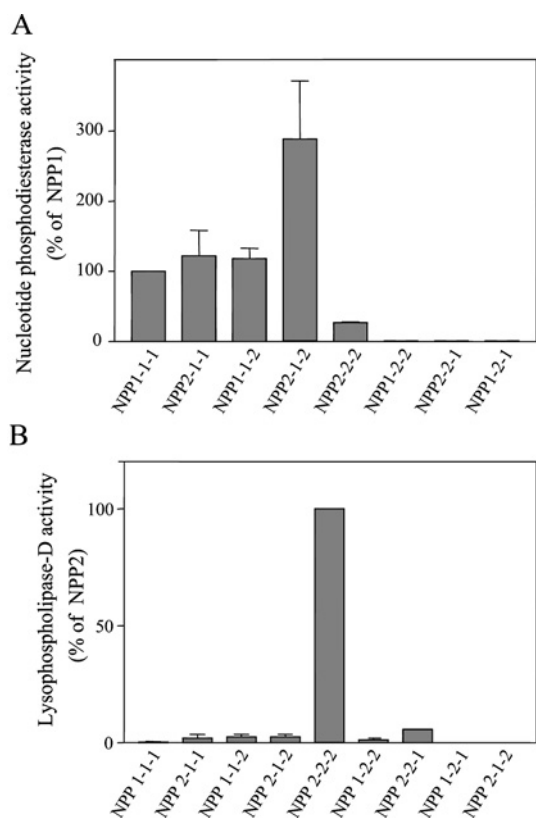 A
Nucleotide phosphodiesterase activity
(% of NPP1)
300
200
100
0
NPP1-1-1
NPP2-1-1
NPP1-1-2
NPP2-1-2
NPP2-2-2
NPP1-2-2
NPP2-2-1
NPP1-2-1
B
Lysophospholipase-D activity
(% of NPP2)
100
50
0
NPP 1-1-1
NPP 2-1-1
NPP 1-1-2
NPP 2-1-2
NPP 2-2-2
NPP 1-2-2
NPP 2-2-1
NPP 1-2-1
NPP 2-1-2